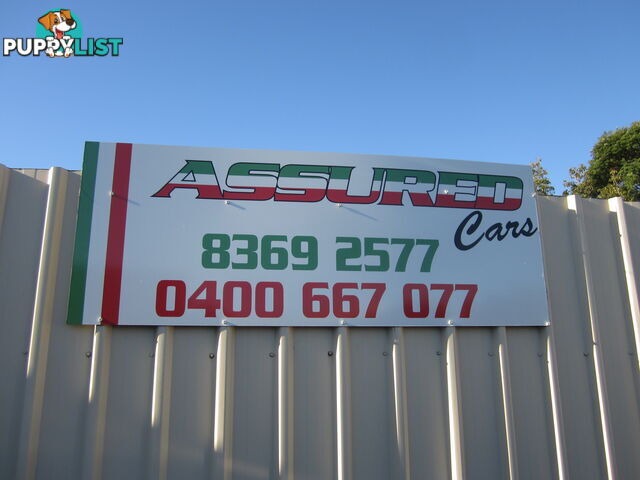 PUPPYLIST
ASSURED
Cars
8369 2577
0400 667 077